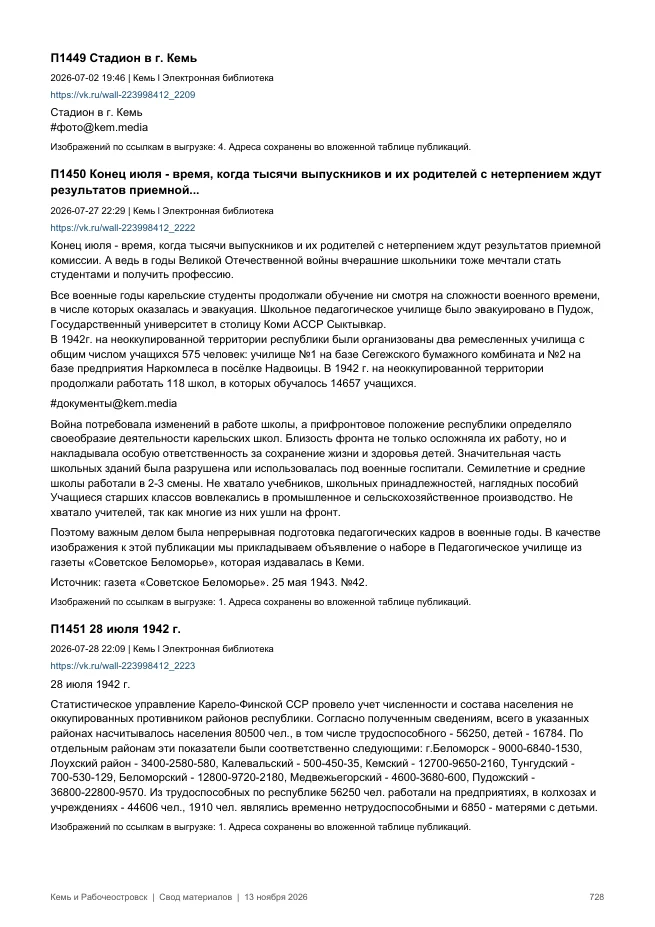 П1449 Стадион в г. Кемь
2026-07-02 19:46 | Кемь I Электронная библиотека
https://vk.ru/wall-223998412_2209
Стадион в г. Кемь
#фото@kem.media
Изображений по ссылкам в выгрузке: 4. Адреса сохранены во вложенной таблице публикаций.
П1450 Конец июля - время, когда тысячи выпускников и их родителей с нетерпением ждут
результатов приемной...
2026-07-27 22:29 | Кемь I Электронная библиотека
https://vk.ru/wall-223998412_2222
Конец июля - время, когда тысячи выпускников и их родителей с нетерпением ждут результатов приемной
комиссии. А ведь в годы Великой Отечественной войны вчерашние школьники тоже мечтали стать
студентами и получить профессию.
Все военные годы карельские студенты продолжали обучение ни смотря на сложности военного времени,
в числе которых оказалась и эвакуация. Школьное педагогическое училище было эвакуировано в Пудож,
Государственный университет в столицу Коми АССР Сыктывкар.
В 1942г. на неоккупированной территории республики были организованы два ремесленных училища с
общим числом учащихся 575 человек: училище №1 на базе Сегежского бумажного комбината и №2 на
базе предприятия Наркомлеса в посёлке Надвоицы. В 1942 г. на неоккупированной территории
продолжали работать 118 школ, в которых обучалось 14657 учащихся.
#документы@kem.media
Война потребовала изменений в работе школы, а прифронтовое положение республики определяло
своеобразие деятельности карельских школ. Близость фронта не только осложняла их работу, но и
накладывала особую ответственность за сохранение жизни и здоровья детей. Значительная часть
школьных зданий была разрушена или использовалась под военные госпитали. Семилетние и средние
школы работали в 2-3 смены. Не хватало учебников, школьных принадлежностей, наглядных пособий
Учащиеся старших классов вовлекались в промышленное и сельскохозяйственное производство. Не
хватало учителей, так как многие из них ушли на фронт.
Поэтому важным делом была непрерывная подготовка педагогических кадров в военные годы. В качестве
изображения к этой публикации мы прикладываем объявление о наборе в Педагогическое училище из
газеты «Советское Беломорье», которая издавалась в Кеми.
Источник: газета «Советское Беломорье». 25 мая 1943. №42.
Изображений по ссылкам в выгрузке: 1. Адреса сохранены во вложенной таблице публикаций.
П1451 28 июля 1942 г.
2026-07-28 22:09 | Кемь I Электронная библиотека
https://vk.ru/wall-223998412_2223
28 июля 1942 г.
Статистическое управление Карело-Финской ССР провело учет численности и состава населения не
оккупированных противником районов республики. Согласно полученным сведениям, всего в указанных
районах насчитывалось населения 80500 чел., в том числе трудоспособного - 56250, детей - 16784. По
отдельным районам эти показатели были соответственно следующими: г.Беломорск - 9000-6840-1530,
Лоухский район - 3400-2580-580, Калевальский - 500-450-35, Кемский - 12700-9650-2160, Тунгудский -
700-530-129, Беломорский - 12800-9720-2180, Медвежьегорский - 4600-3680-600, Пудожский -
36800-22800-9570. Из трудоспособных по республике 56250 чел. работали на предприятиях, в колхозах и
учреждениях - 44606 чел., 1910 чел. являлись временно нетрудоспособными и 6850 - матерями с детьми.
Изображений по ссылкам в выгрузке: 1. Адреса сохранены во вложенной таблице публикаций.
Кемь и Рабочеостровск | Свод материалов | 13 ноября 2026
728